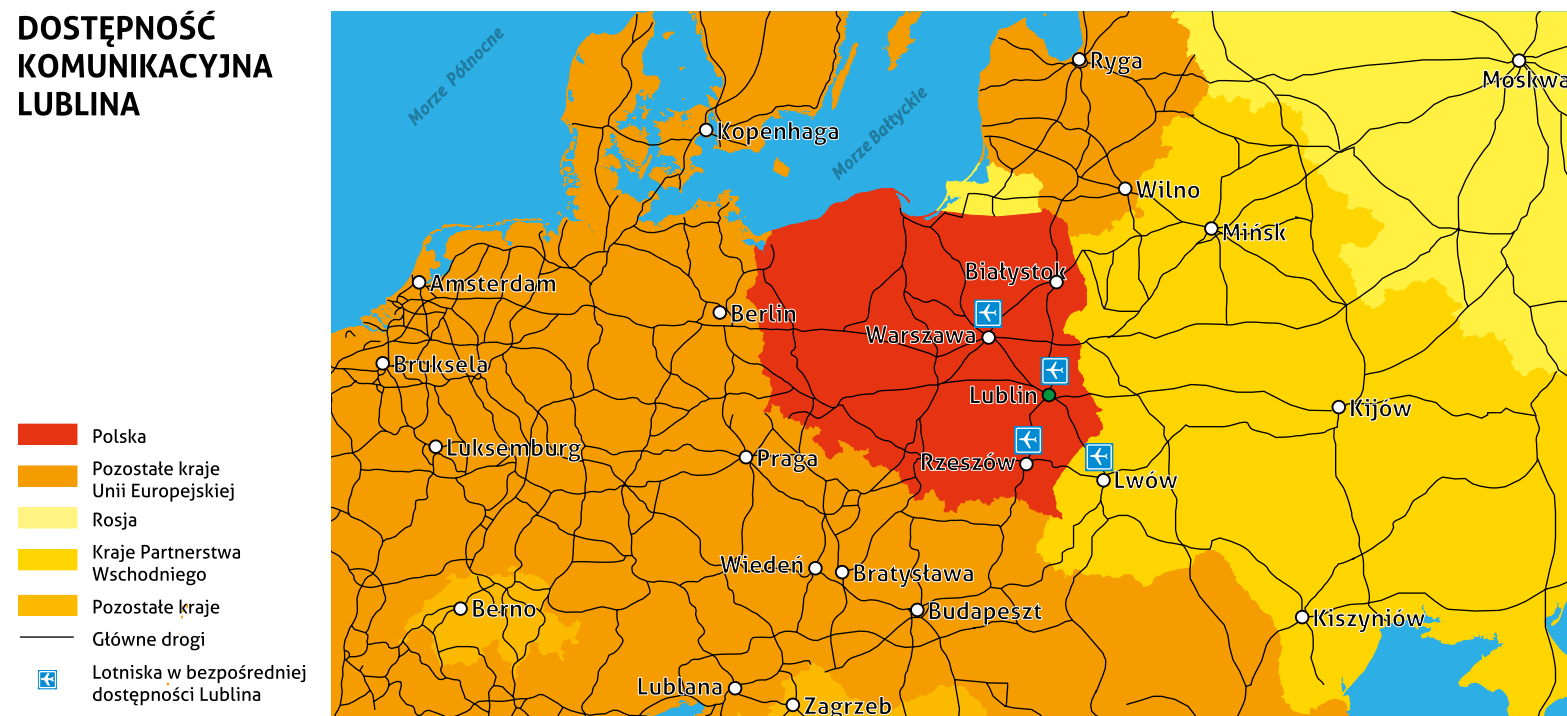 DOSTĘPNOŚĆ
KOMUNIKACYJNA
LUBLINA
Morze Północne
Morze Bałtyckie
Ryga
Moskwa
Kopenhaga
Wilno
Mińsk
Białystok
Amsterdam
Berlin
Warszawa
Bruksela
Lublin
Kijów
Luksemburg
Praga
Rzeszów
Lwów
Wiedeń
Bratysława
Berno
Budapeszt
Kiszyniów
Lublana
Zagrzeb
Polska
Pozostałe kraje
Unii Europejskiej
Rosja
Kraje Partnerstwa
Wschodniego
Pozostałe kraje
Główne drogi
Lotniska w bezpośredniej
dostępności Lublina